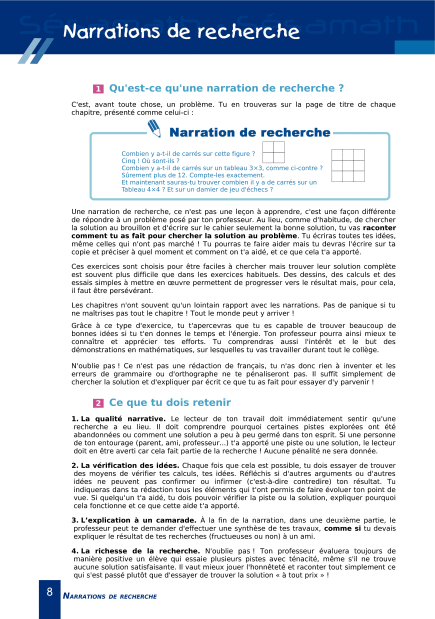 Narrations de recherche
1 Qu'est-ce qu'une narration de recherche ?
C'est, avant toute chose, un problème. Tu en trouveras sur la page de titre de chaque
chapitre, présenté comme celui-ci :
Narration de recherche
Combien y a-t-il de carrés sur cette figure ?
Cinq ! Où sont-ils ?
Combien y a-t-il de carrés sur un tableau 3×3, comme ci-contre ?
Sûrement plus de 12. Compte-les exactement.
Et maintenant sauras-tu trouver combien il y a de carrés sur un
Tableau 4×4 ? Et sur un damier de jeu d'échecs ?
Une narration de recherche, ce n'est pas une leçon à apprendre, c'est une façon différente
de répondre à un problème posé par ton professeur. Au lieu, comme d'habitude, de chercher
la solution au brouillon et d'écrire sur le cahier seulement la bonne solution, tu vas raconter
comment tu as fait pour chercher la solution au problème. Tu écriras toutes tes idées,
même celles qui n'ont pas marché ! Tu pourras te faire aider mais tu devras l'écrire sur ta
copie et préciser à quel moment et comment on t'a aidé, et ce que cela t'a apporté.
Ces exercices sont choisis pour être faciles à chercher mais trouver leur solution complète
est souvent plus difficile que dans les exercices habituels. Des dessins, des calculs et des
essais simples à mettre en œuvre permettent de progresser vers le résultat mais, pour cela,
il faut être persévérant.
Les chapitres n'ont souvent qu'un lointain rapport avec les narrations. Pas de panique si tu
ne maîtrises pas tout le chapitre ! Tout le monde peut y arriver !
Grâce à ce type d'exercice, tu t'apercevras que tu es capable de trouver beaucoup de
bonnes idées si tu t'en donnes le temps et l'énergie. Ton professeur pourra ainsi mieux te
connaître et apprécier tes efforts. Tu comprendras aussi l'intérêt et le but des
démonstrations en mathématiques, sur lesquelles tu vas travailler durant tout le collège.
N'oublie pas ! Ce n'est pas une rédaction de français, tu n'as donc rien à inventer et les
erreurs de grammaire ou d'orthographe ne te pénaliseront pas. Il suffit simplement de
chercher la solution et d'expliquer par écrit ce que tu as fait pour essayer d'y parvenir !
2 Ce que tu dois retenir
1. La qualité narrative. Le lecteur de ton travail doit immédiatement sentir qu'une
recherche a eu lieu. Il doit comprendre pourquoi certaines pistes explorées ont été
abandonnées ou comment une solution a peu à peu germé dans ton esprit. Si une personne
de ton entourage (parent, ami, professeur...) t'a apporté une piste ou une solution, le lecteur
doit en être averti car cela fait partie de la recherche ! Aucune pénalité ne sera donnée.
2. La vérification des idées. Chaque fois que cela est possible, tu dois essayer de trouver
des moyens de vérifier tes calculs, tes idées. Réfléchis si d'autres arguments ou d'autres
idées ne peuvent pas confirmer ou infirmer (c'est-à-dire contredire) ton résultat. Tu
indiqueras dans ta rédaction tous les éléments qui t'ont permis de faire évoluer ton point de
vue. Si quelqu'un t'a aidé, tu dois pouvoir vérifier la piste ou la solution, expliquer pourquoi
cela fonctionne et ce que cette aide t'a apporté.
3. L'explication à un camarade. À la fin de la narration, dans une deuxième partie, le
professeur peut te demander d'effectuer une synthèse de tes travaux, comme si tu devais
expliquer le résultat de tes recherches (fructueuses ou non) à un ami.
4. La richesse de la recherche. N'oublie pas ! Ton professeur évaluera toujours de
manière positive un élève qui essaie plusieurs pistes avec ténacité, même s'il ne trouve
aucune solution satisfaisante. Il vaut mieux jouer l'honnêteté et raconter tout simplement ce
qui s'est passé plutôt que d'essayer de trouver la solution « à tout prix » !
8 NARRATIONS DE RECHERCHE